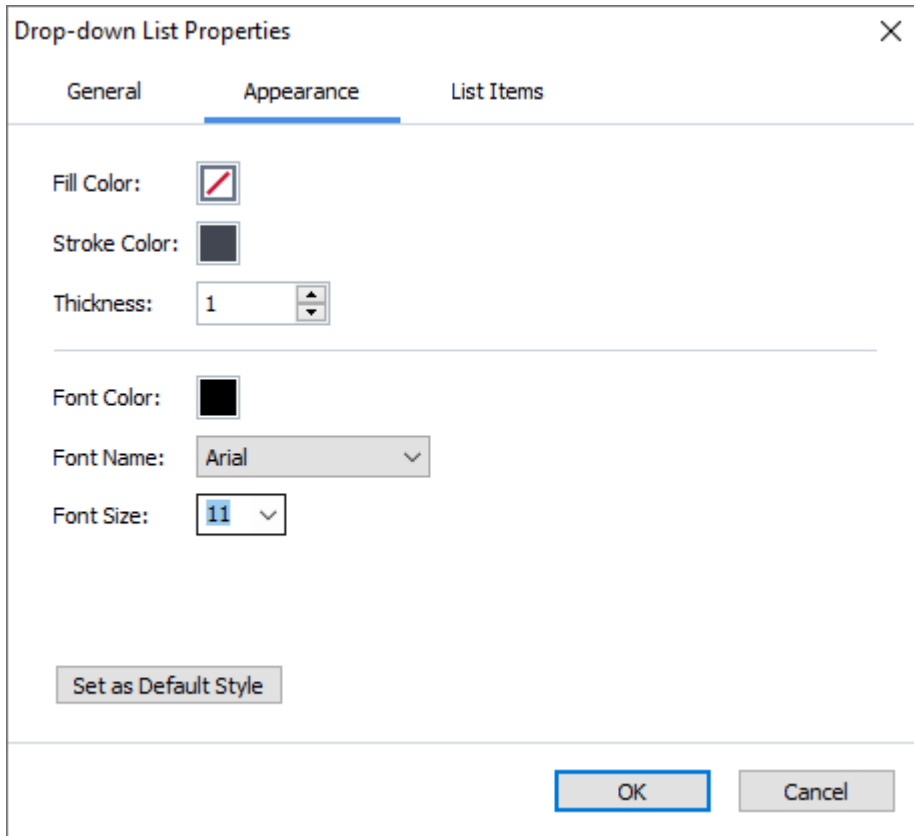 Drop-down List Properties
General Appearance List Items
Fill Color:
Stroke Color:
Thickness: 1
Font Color:
Font Name: Arial
Font Size: 11
Set as Default Style
OK Cancel